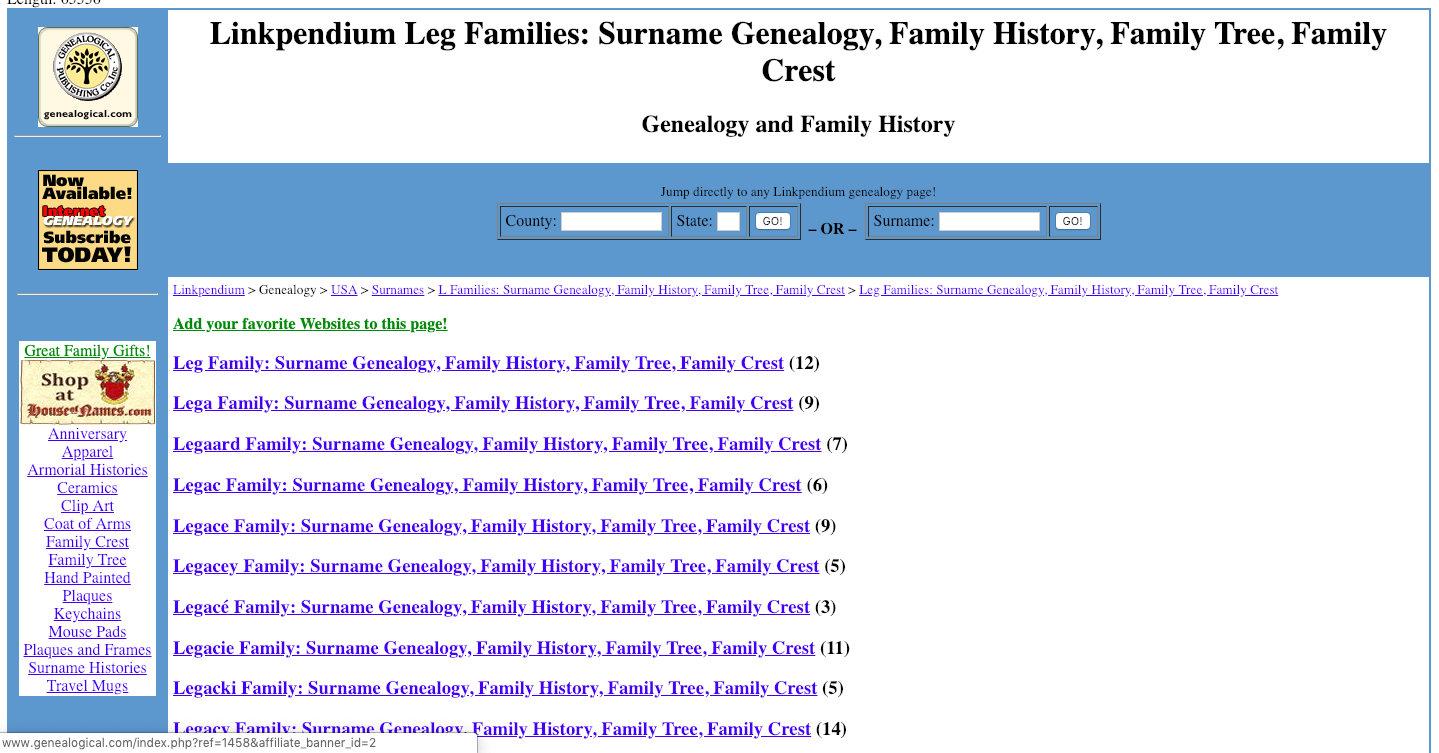 Length: 65536
GENEALOGICAL PUBLISHING Co., Inc.
genealogical.com
Now
Available!
Internet
GENEALOGY
Subscribe
TODAY!
Great Family Gifts!
Shop
at
HouseofNames.com
Anniversary
Apparel
Armorial Histories
Ceramics
Clip Art
Coat of Arms
Family Crest
Family Tree
Hand Painted
Plaques
Keychains
Mouse Pads
Plaques and Frames
Surname Histories
Travel Mugs
Linkpendium Leg Families: Surname Genealogy, Family History, Family Tree, Family
Crest
Genealogy and Family History
Jump directly to any Linkpendium genealogy page!
County: State: GO! – OR – Surname: GO!
Linkpendium > Genealogy > USA > Surnames > L Families: Surname Genealogy, Family History, Family Tree, Family Crest > Leg Families: Surname Genealogy, Family History, Family Tree, Family Crest
Add your favorite Websites to this page!
Leg Family: Surname Genealogy, Family History, Family Tree, Family Crest (12)
Lega Family: Surname Genealogy, Family History, Family Tree, Family Crest (9)
Legaard Family: Surname Genealogy, Family History, Family Tree, Family Crest (7)
Legac Family: Surname Genealogy, Family History, Family Tree, Family Crest (6)
Legace Family: Surname Genealogy, Family History, Family Tree, Family Crest (9)
Legacey Family: Surname Genealogy, Family History, Family Tree, Family Crest (5)
Legacé Family: Surname Genealogy, Family History, Family Tree, Family Crest (3)
Legacie Family: Surname Genealogy, Family History, Family Tree, Family Crest (11)
Legacki Family: Surname Genealogy, Family History, Family Tree, Family Crest (5)
Legacy Family: Surname Genealogy, Family History, Family Tree, Family Crest (14)
www.genealogical.com/index.php?ref=1458&affiliate_banner_id=2